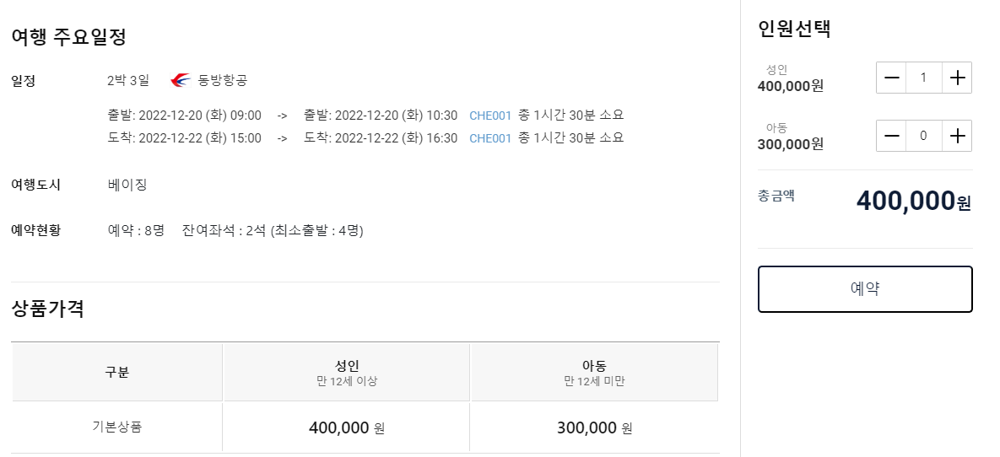 여행 주요일정
일정 2박 3일 동방항공
출발: 2022-12-20 (화) 09:00 -> 출발: 2022-12-20 (화) 10:30 CHE001 총 1시간 30분 소요
도착: 2022-12-22 (화) 15:00 -> 도착: 2022-12-22 (화) 16:30 CHE001 총 1시간 30분 소요
여행도시 베이징
예약현황 예약 : 8명 잔여좌석 : 2석 (최소출발 : 4명)
상품가격
구분 성인 아동
만 12세 이상 만 12세 미만
기본상품 400,000 원 300,000 원
인원선택
성인
400,000원 1
아동
300,000원 0
총금액 400,000원
예약